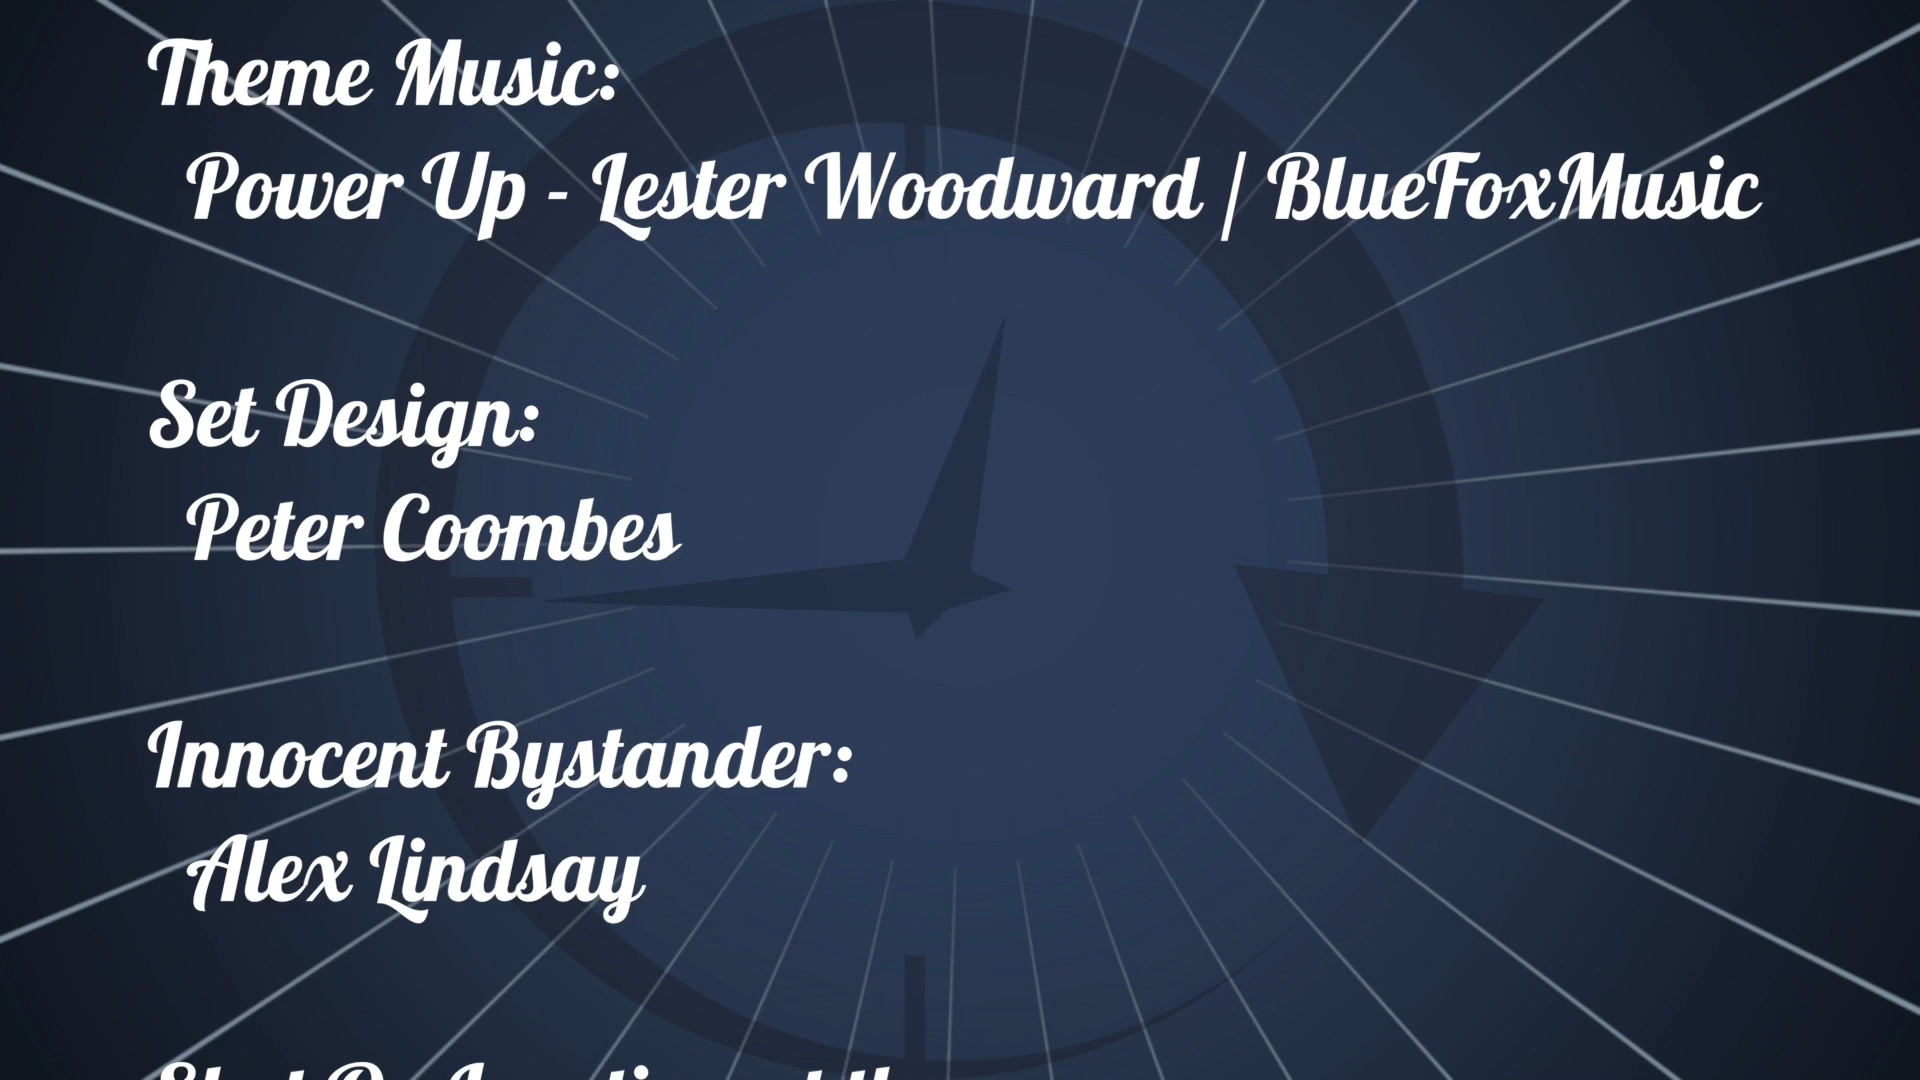 Theme Music:
Power Up - Lester Woodward / BlueFoxMusic
Set Design:
Peter Coombes
Innocent Bystander:
Alex Lindsay